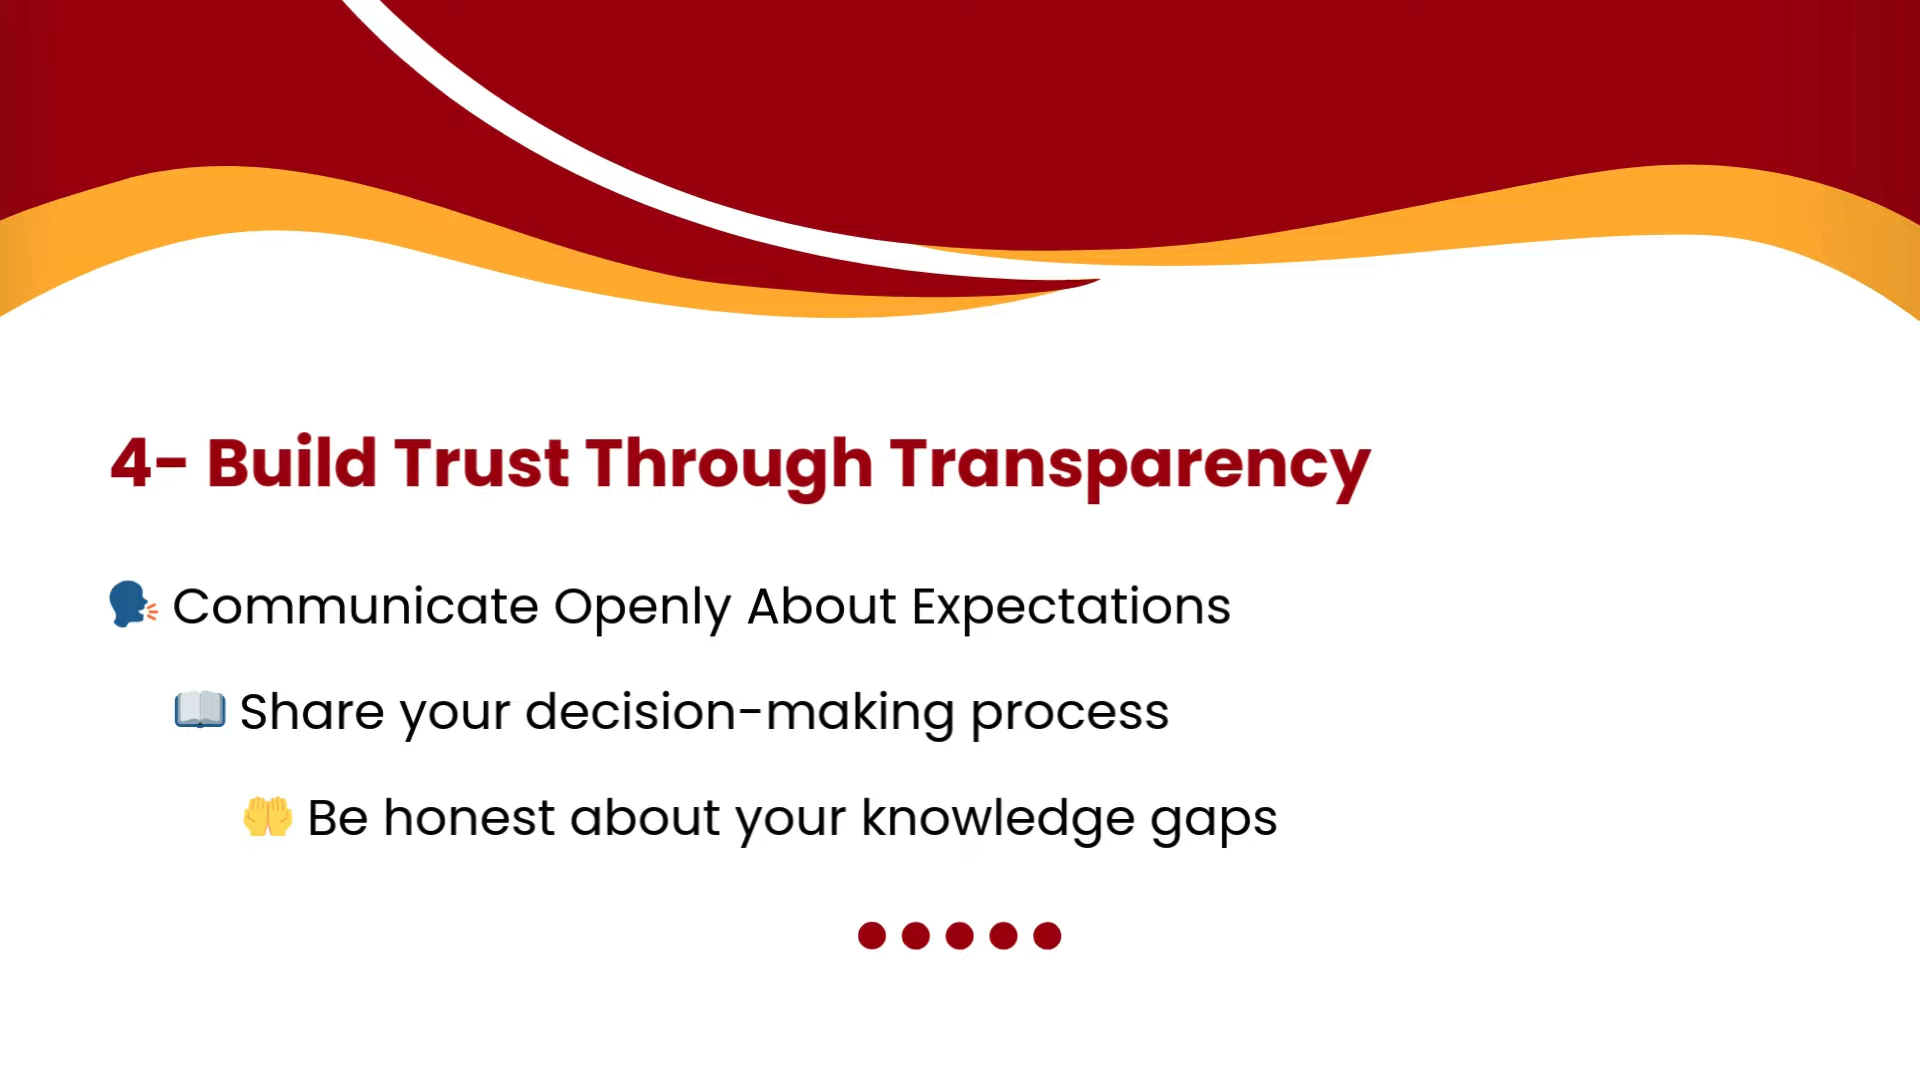 4- Build Trust Through Transparency
🗣️ Communicate Openly About Expectations
📖 Share your decision-making process
🤲 Be honest about your knowledge gaps